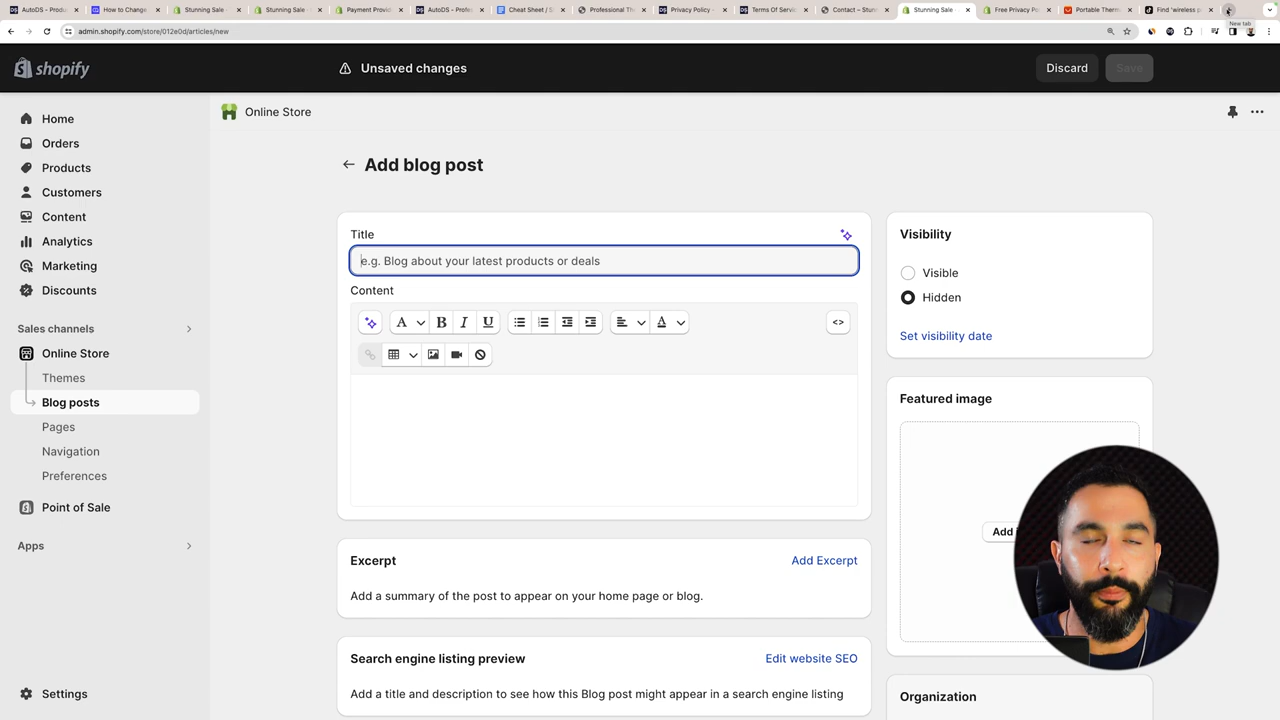 AutoDS - Produ
How to Change
Stunning Sale
Stunning Sale
Payment Provid
AutoDS - Profe
Cheat Sheet / S
Professional Th
Privacy Policy -
Terms Of Servic
Contact – Stunn
Stunning Sale
Free Privacy Po
Portable Therm
Find 'wireless p
New tab
admin.shopify.com/store/012e0d/articles/new
shopify
Unsaved changes
Discard
Save
Home
Orders
Products
Customers
Content
Analytics
Marketing
Discounts
Sales channels
Online Store
Themes
Blog posts
Pages
Navigation
Preferences
Point of Sale
Apps
Settings
Online Store
Add blog post
Title
e.g. Blog about your latest products or deals
Content
A
B
I
U
A
<>
Excerpt
Add Excerpt
Add a summary of the post to appear on your home page or blog.
Search engine listing preview
Edit website SEO
Add a title and description to see how this Blog post might appear in a search engine listing
Visibility
Visible
Hidden
Set visibility date
Featured image
Add
Organization